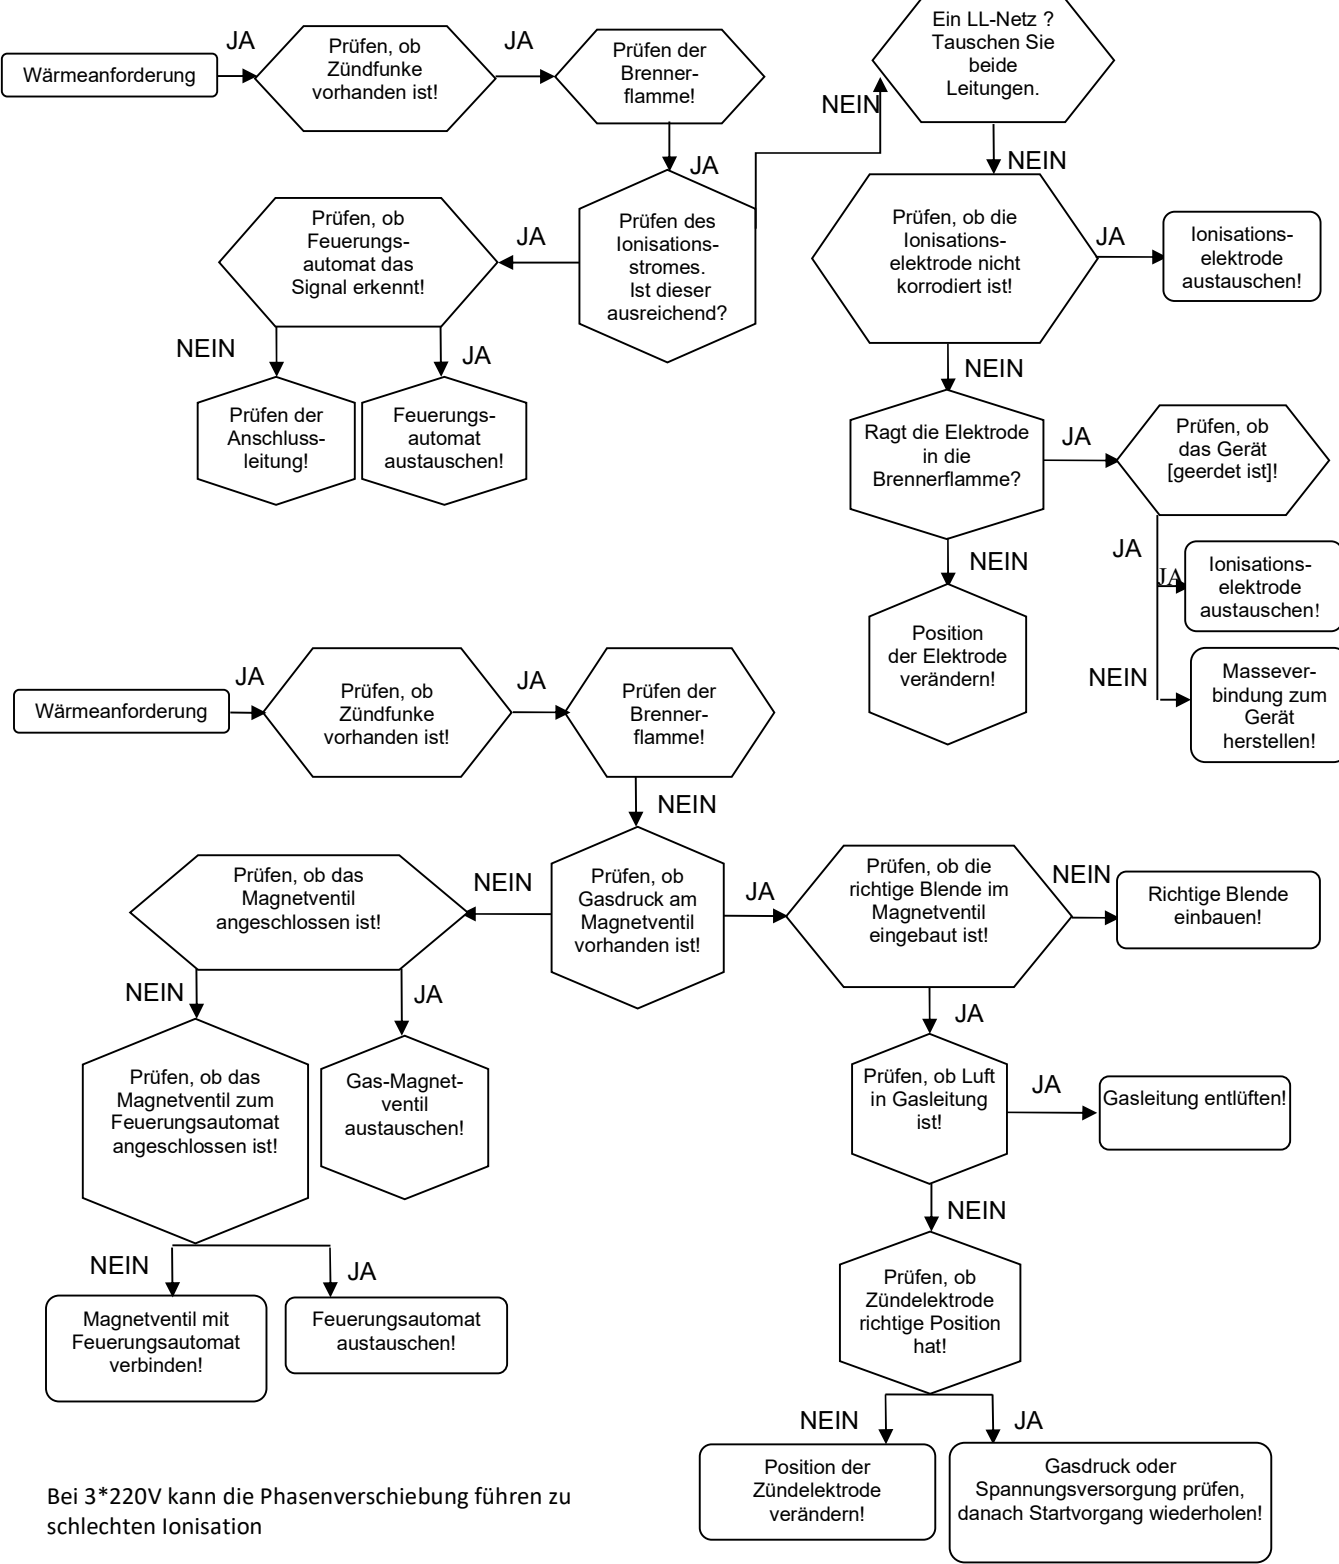 JA
Wärmeanforderung
Prüfen, ob
Zündfunke
vorhanden ist!
JA
Prüfen der
Brenner-
flamme!
JA
Prüfen des
Ionisations-
stromes.
Ist dieser
ausreichend?
JA
Prüfen, ob
Feuerungs-
automat das
Signal erkennt!
NEIN
Prüfen der
Anschluss-
leitung!
JA
Feuerungs-
automat
austauschen!
NEIN
Ein LL-Netz ?
Tauschen Sie
beide
Leitungen.
NEIN
Prüfen, ob die
Ionisations-
elektrode nicht
korrodiert ist!
JA
Ionisations-
elektrode
austauschen!
NEIN
Ragt die Elektrode
in die
Brennerflamme?
JA
Prüfen, ob
das Gerät
[geerdet ist]!
JA
JA
Ionisations-
elektrode
austauschen!
NEIN
Massever-
bindung zum
Gerät
herstellen!
NEIN
Position
der Elektrode
verändern!
JA
Wärmeanforderung
Prüfen, ob
Zündfunke
vorhanden ist!
JA
Prüfen der
Brenner-
flamme!
NEIN
Prüfen, ob
Gasdruck am
Magnetventil
vorhanden ist!
NEIN
Prüfen, ob das
Magnetventil
angeschlossen ist!
NEIN
Prüfen, ob das
Magnetventil zum
Feuerungsautomat
angeschlossen ist!
JA
Gas-Magnet-
ventil
austauschen!
NEIN
Magnetventil mit
Feuerungsautomat
verbinden!
JA
Feuerungsautomat
austauschen!
JA
Prüfen, ob die
richtige Blende im
Magnetventil
eingebaut ist!
NEIN
Richtige Blende
einbauen!
JA
Prüfen, ob Luft
in Gasleitung
ist!
JA
Gasleitung entlüften!
NEIN
Prüfen, ob
Zündelektrode
richtige Position
hat!
NEIN
Position der
Zündelektrode
verändern!
JA
Gasdruck oder
Spannungsversorgung prüfen,
danach Startvorgang wiederholen!
Bei 3*220V kann die Phasenverschiebung führen zu
schlechten Ionisation